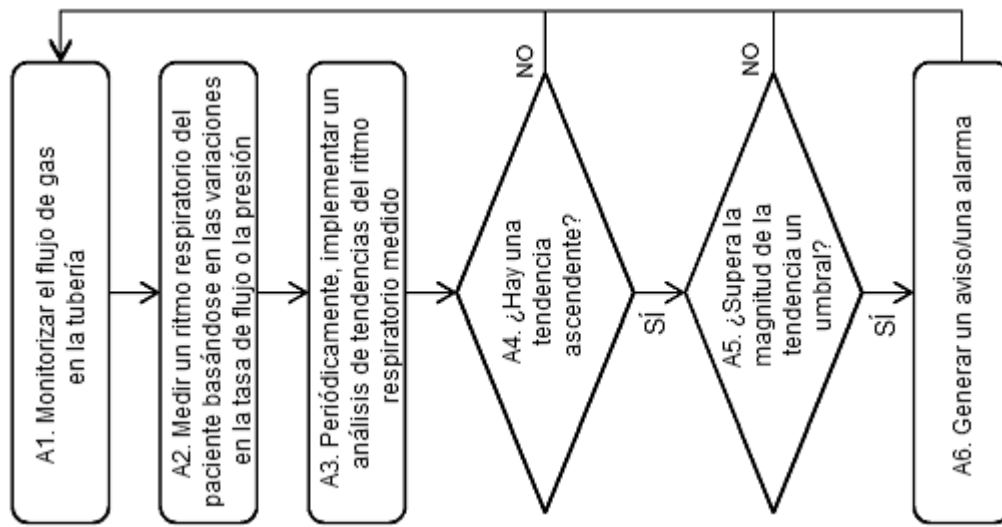 A1. Monitorizar el flujo de gas
en la tubería
A2. Medir un ritmo respiratorio del
paciente basándose en las variaciones
en la tasa de flujo o la presión
A3. Periódicamente, implementar un
análisis de tendencias del ritmo
respiratorio medido
A4. ¿Hay una
tendencia
ascendente?
NO
SÍ
A5. ¿Supera la
magnitud de la
tendencia un
umbral?
NO
SÍ
A6. Generar un aviso/una alarma